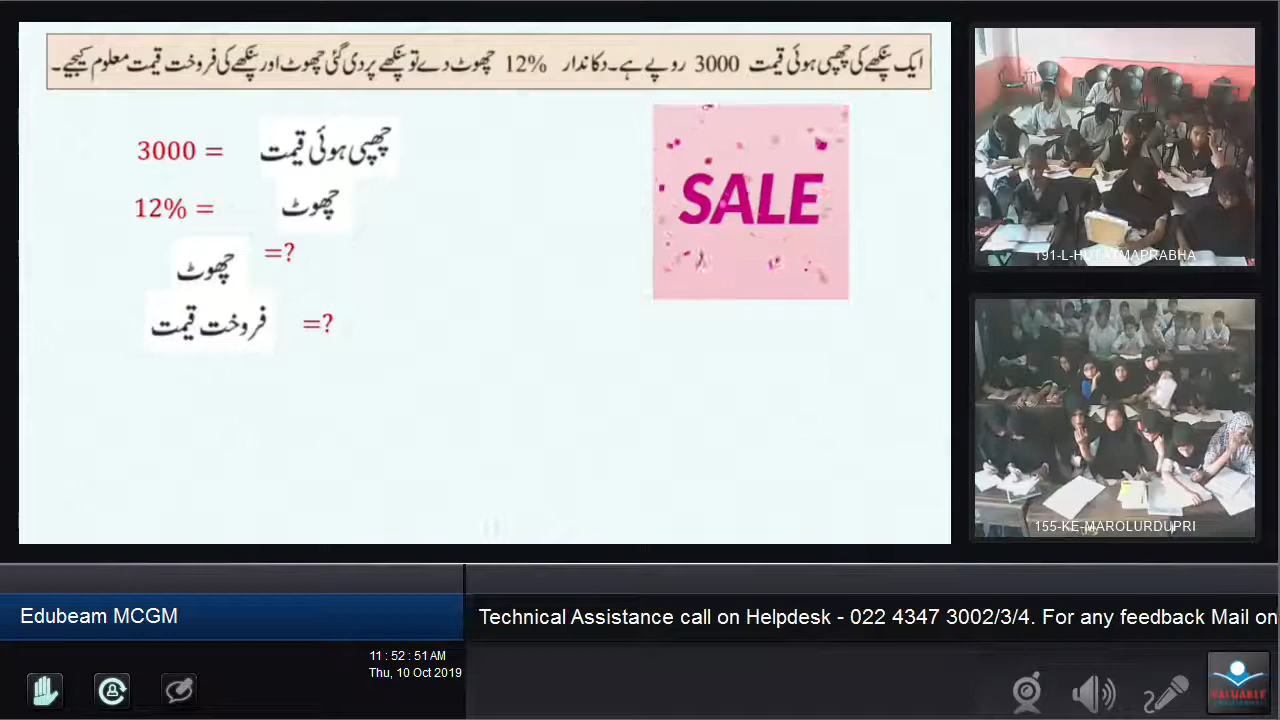 ایک پنکھے کی چھپی ہوئی قیمت 3000 روپے ہے۔ دکاندار 12% چھوٹ دے تو پنکھے پر دی گئی چھوٹ اور پنکھے کی فروخت قیمت معلوم کیجیے۔
چھپی ہوئی قیمت = 3000
چھوٹ = 12%
چھوٹ =?
فروخت قیمت =?
SALE
191-L-HUTATMAPRABHA
155-KE-MAROLURDUPRI
Edubeam MCGM
Technical Assistance call on Helpdesk - 022 4347 3002/3/4. For any feedback Mail on
11 : 52 : 51 AM
Thu, 10 Oct 2019
VALUABLE